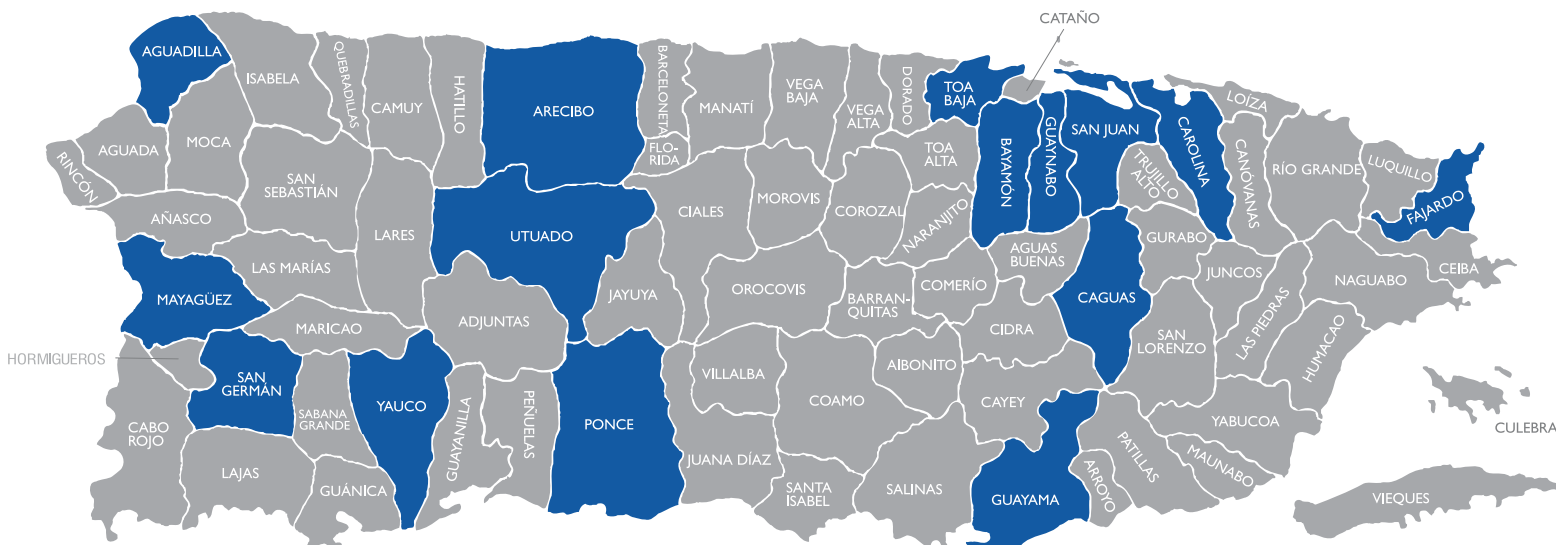 CATAÑO
AGUADILLA
ISABELA
QUEBRADILLAS
CAMUY
HATILLO
ARECIBO
BARCELONETA
MANATÍ
VEGA
BAJA
VEGA
ALTA
DORADO
TOA
BAJA
LOÍZA
AGUADA
MOCA
RINCÓN
SAN
SEBASTIÁN
FLO-
RIDA
TOA
ALTA
BAYAMÓN
GUAYNABO
SAN JUAN
CAROLINA
TRUJILLO
ALTO
CANÓVANAS
RÍO GRANDE
LUQUILLO
FAJARDO
AÑASCO
LARES
UTUADO
CIALES
MOROVIS
COROZAL
NARANJITO
AGUAS
BUENAS
GURABO
LAS MARÍAS
MAYAGÜEZ
JUNCOS
NAGUABO
CEIBA
JAYUYA
OROCOVIS
BARRAN-
QUITAS
COMERÍO
CAGUAS
LAS PIEDRAS
HUMACAO
MARICAO
ADJUNTAS
CIDRA
SAN
LORENZO
HORMIGUEROS
SAN
GERMÁN
YAUCO
VILLALBA
AIBONITO
SABANA
GRANDE
GUAYANILLA
PEÑUELAS
PONCE
COAMO
CAYEY
YABUCOA
CULEBRA
CABO
ROJO
LAJAS
GUÁNICA
JUANA DÍAZ
SANTA
ISABEL
SALINAS
GUAYAMA
ARROYO
PATILLAS
MAUNABO
VIEQUES